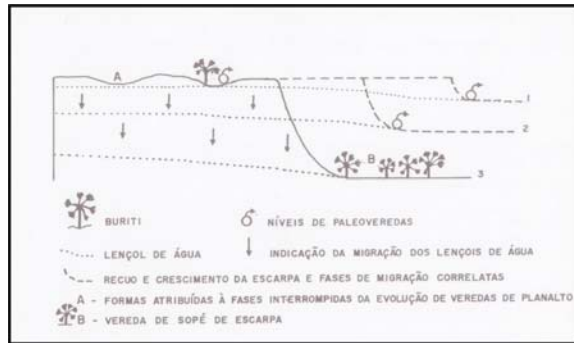 A
1
2
B
3
BURITI
NÍVEIS DE PALEOVEREDAS
LENÇOL DE ÁGUA
INDICAÇÃO DA MIGRAÇÃO DOS LENÇOIS DE ÁGUA
RECUO E CRESCIMENTO DA ESCARPA E FASES DE MIGRAÇÃO CORRELATAS
A - FORMAS ATRIBUÍDAS À FASES INTERROMPIDAS DA EVOLUÇÃO DE VEREDAS DE PLANALTO
B - VEREDA DE SOPÉ DE ESCARPA